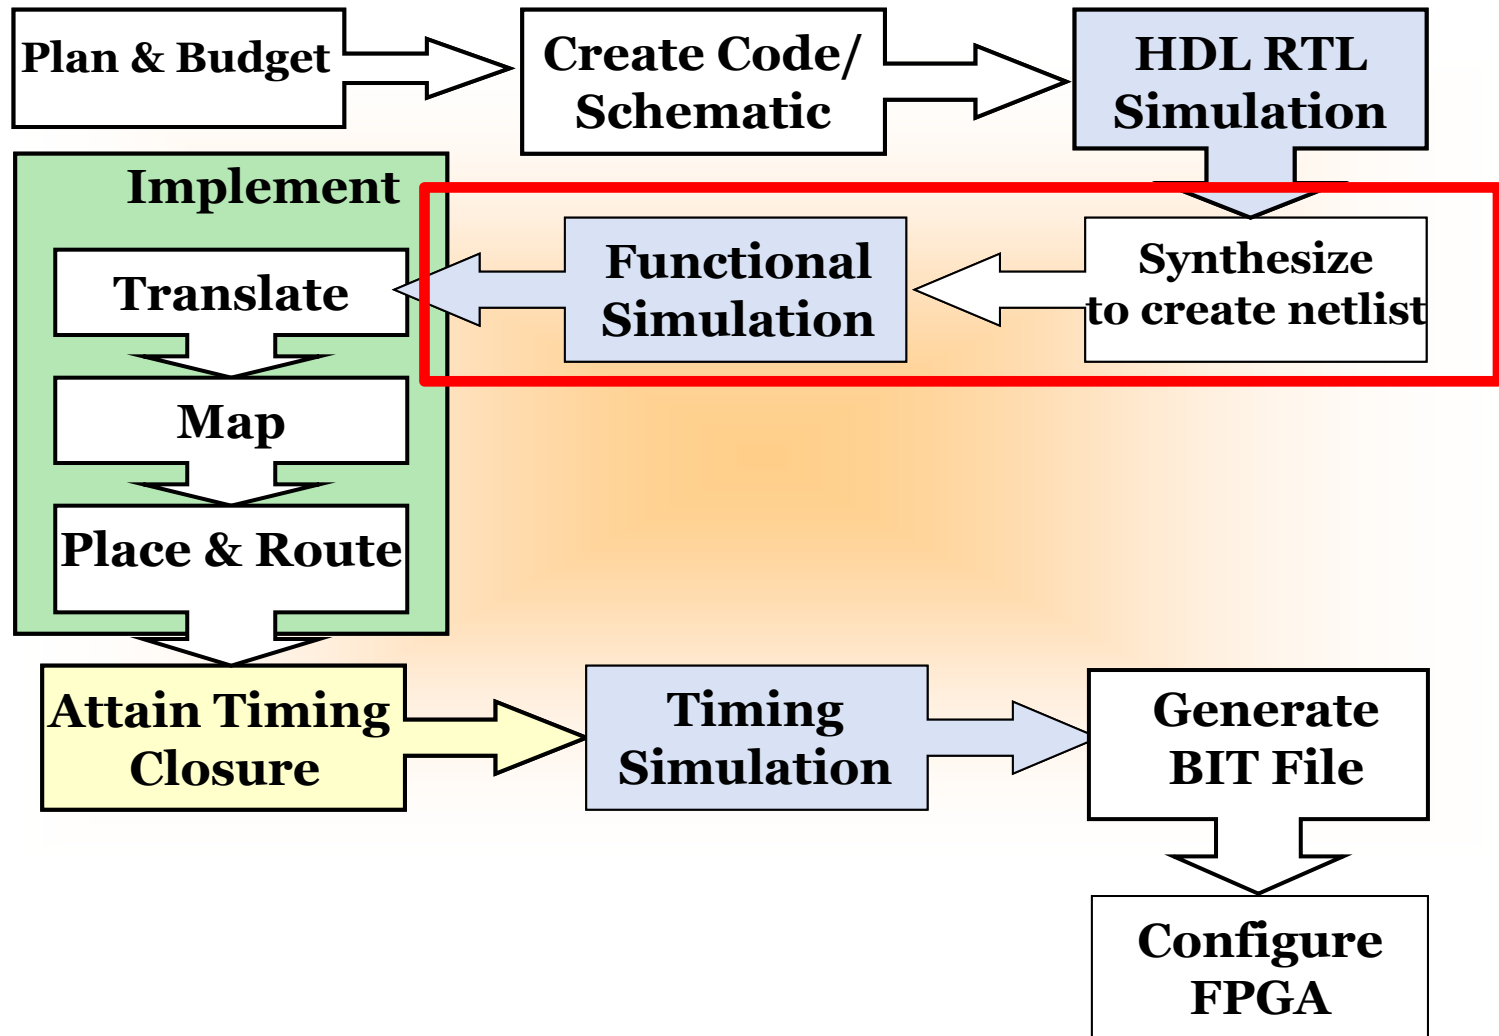 Plan & Budget
Create Code/
Schematic
HDL RTL
Simulation
Implement
Translate
Functional
Simulation
Synthesize
to create netlist
Map
Place & Route
Attain Timing
Closure
Timing
Simulation
Generate
BIT File
Configure
FPGA